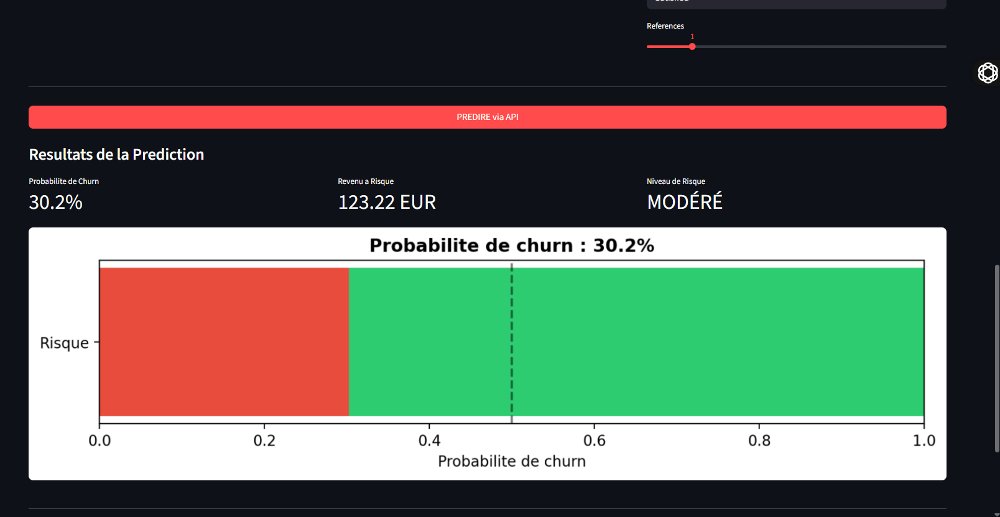 References
1
PREDIRE via API
Resultats de la Prediction
Probabilite de Churn
30.2%
Revenu a Risque
123.22 EUR
Niveau de Risque
MODÉRÉ
Probabilite de churn : 30.2%
Risque
0.0 0.2 0.4 0.6 0.8 1.0
Probabilite de churn